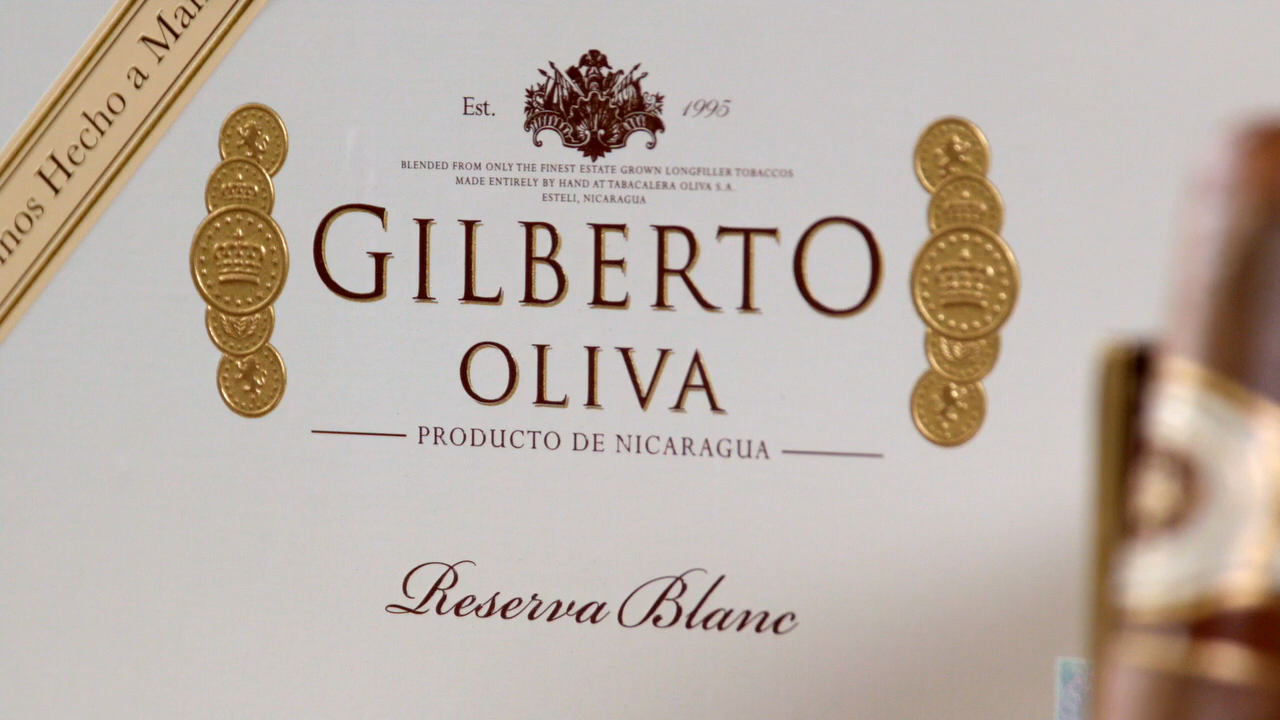 Hecho a
Est. 1995
BLENDED FROM ONLY THE FINEST ESTATE GROWN LONGFILLER TOBACCOS
MADE ENTIRELY BY HAND AT TABACALERA OLIVA S.A.
ESTELI, NICARAGUA
GILBERTO
OLIVA
PRODUCTO DE NICARAGUA
Reserva Blanc